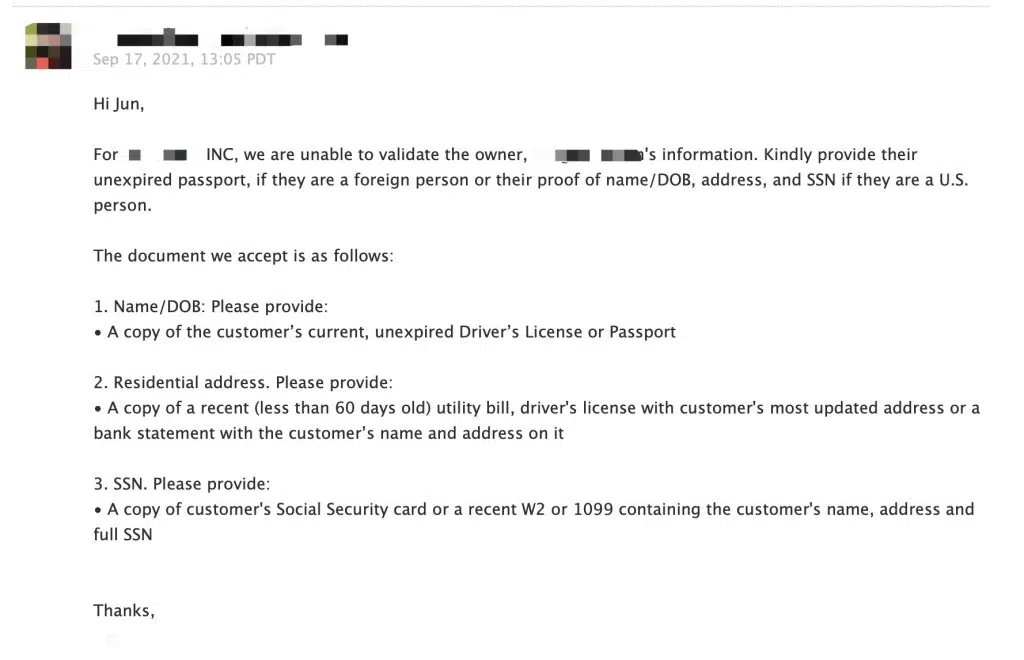 Sep 17, 2021, 13:05 PDT
Hi Jun,
For INC, we are unable to validate the owner, 's information. Kindly provide their
unexpired passport, if they are a foreign person or their proof of name/DOB, address, and SSN if they are a U.S.
person.
The document we accept is as follows:
1. Name/DOB: Please provide:
• A copy of the customer’s current, unexpired Driver’s License or Passport
2. Residential address. Please provide:
• A copy of a recent (less than 60 days old) utility bill, driver's license with customer's most updated address or a
bank statement with the customer’s name and address on it
3. SSN. Please provide:
• A copy of customer's Social Security card or a recent W2 or 1099 containing the customer's name, address and
full SSN
Thanks,